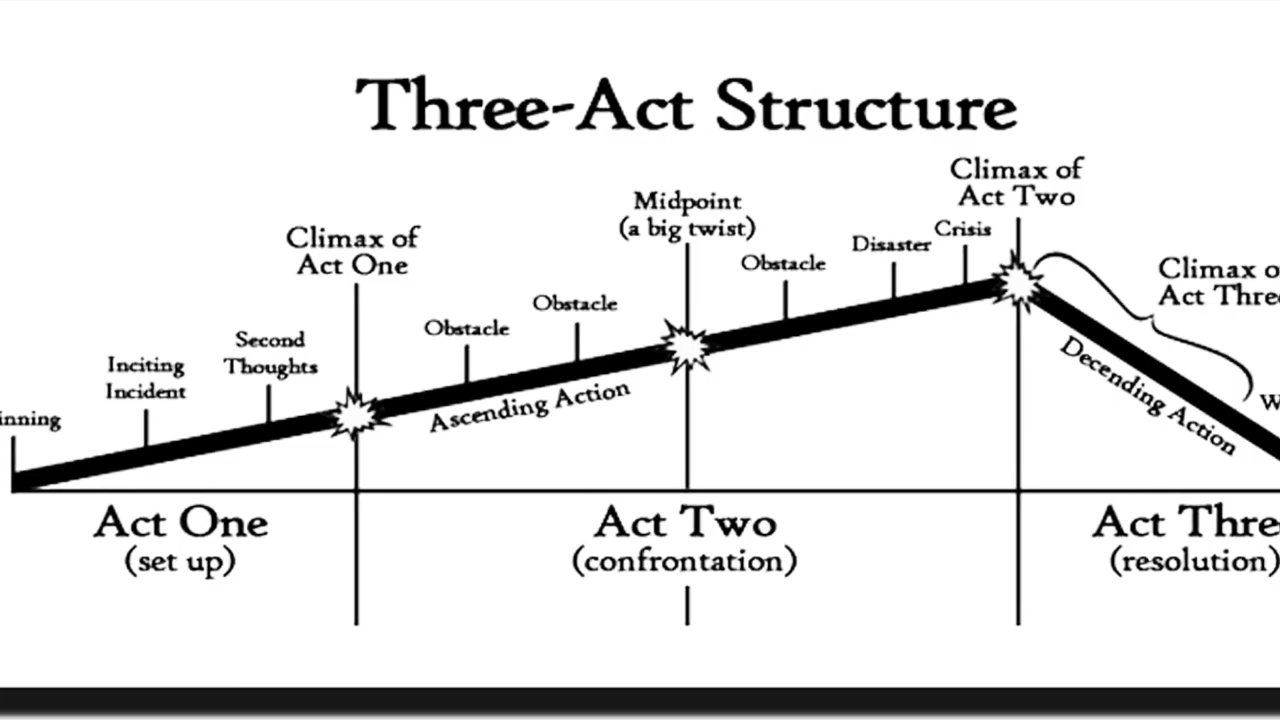 Three-Act Structure
Climax of
Act Two
Midpoint
(a big twist)
Crisis
Climax of
Act One
Disaster
Obstacle
Climax o
Act Thre
Obstacle
Obstacle
Second
Thoughts
Inciting
Incident
inning
Ascending Action
Decending Action
W
Act One
(set up)
Act Two
(confrontation)
Act Three
(resolution)